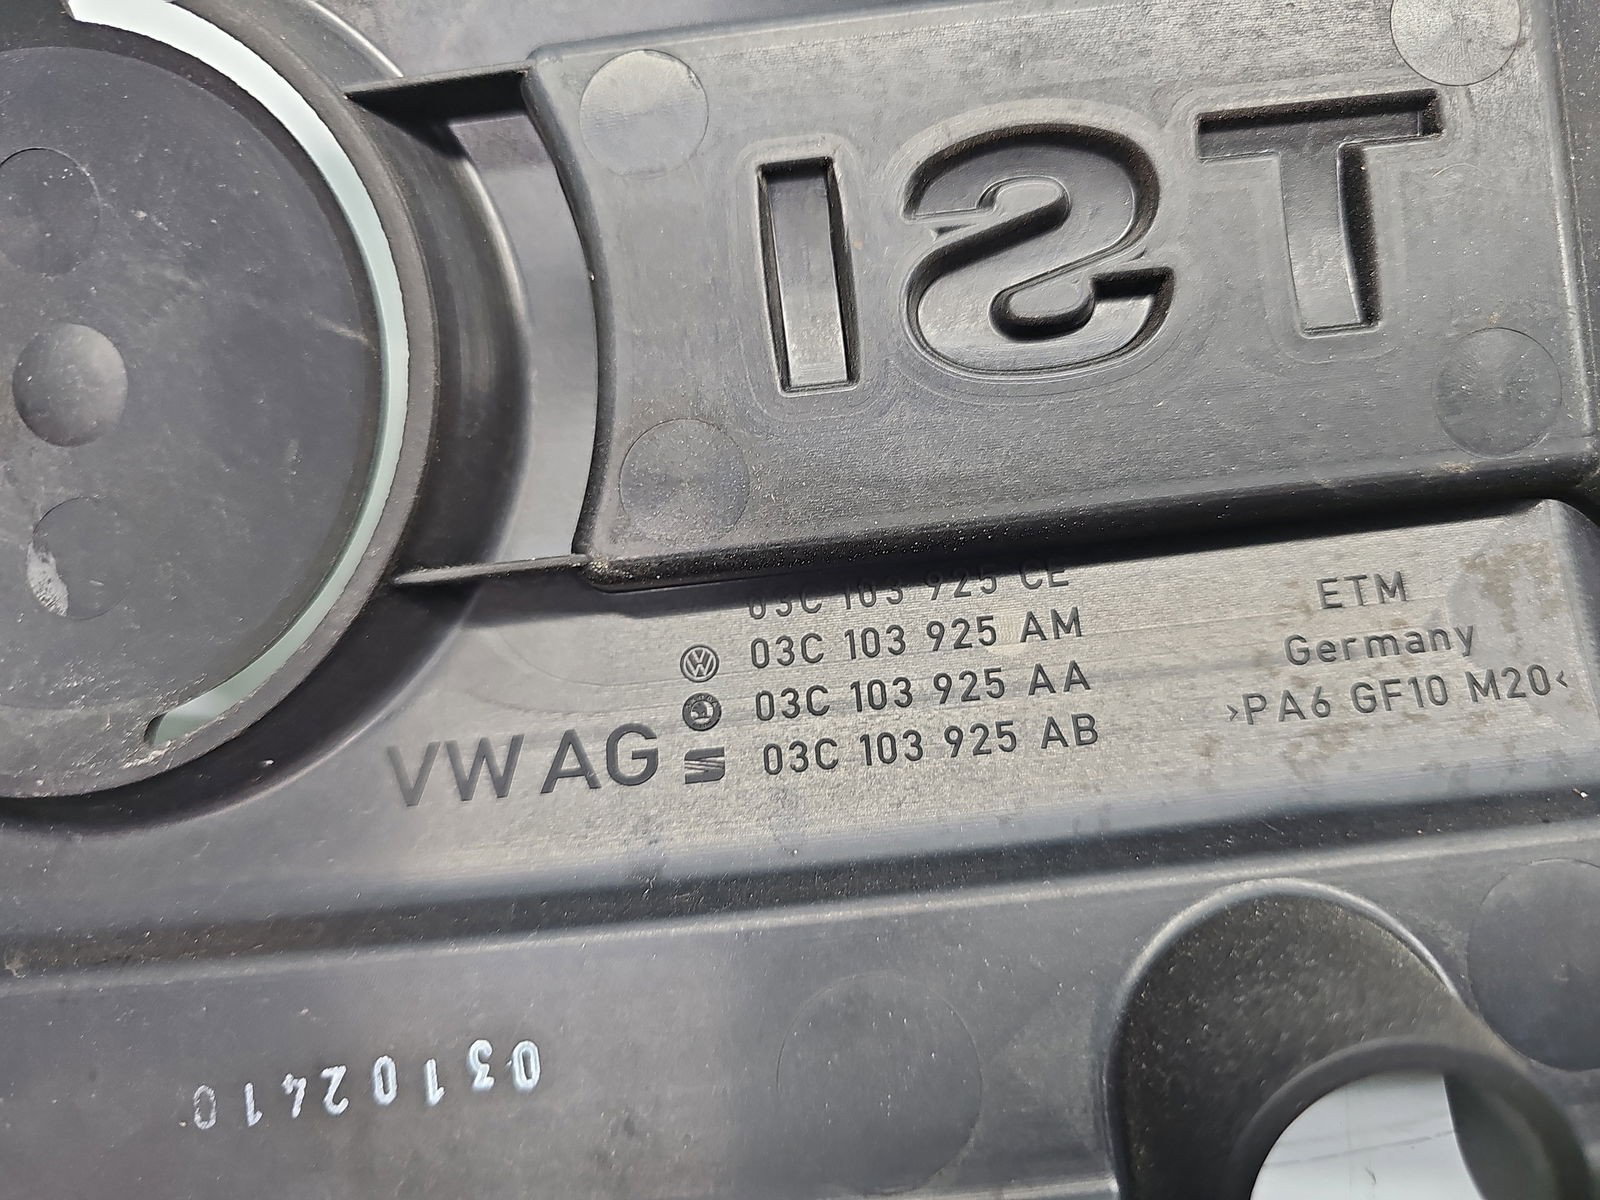 TSI
03C 103 925 CE
03C 103 925 AM
03C 103 925 AA
VW AG 03C 103 925 AB
ETM
Germany
>PA6 GF10 M20<
03102410